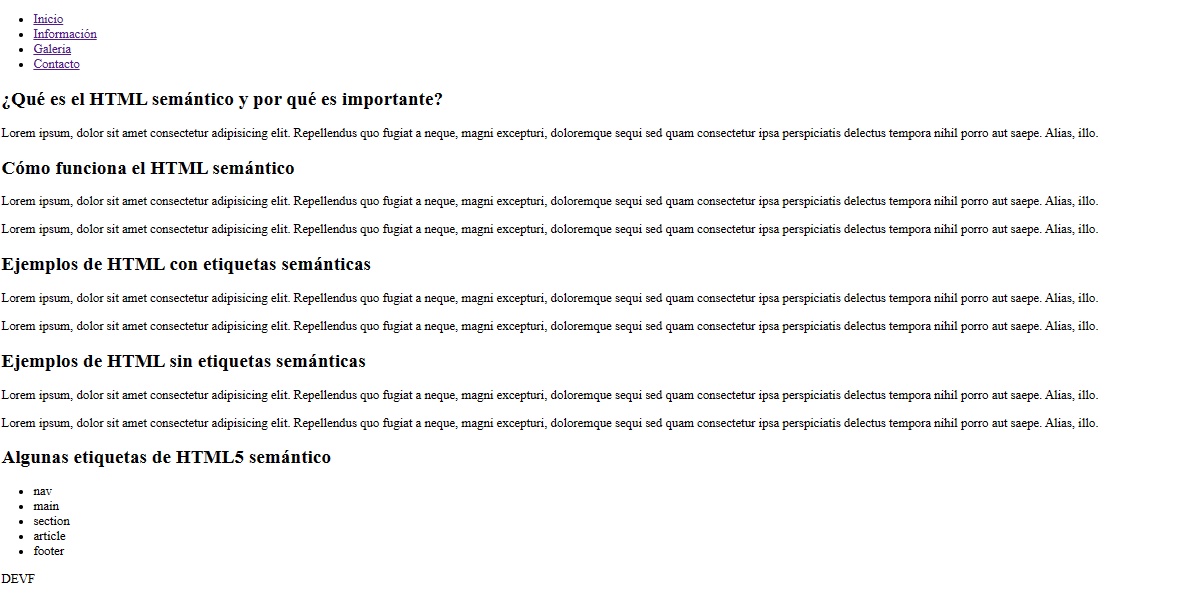 Inicio
Información
Galeria
Contacto
¿Qué es el HTML semántico y por qué es importante?
Lorem ipsum, dolor sit amet consectetur adipisicing elit. Repellendus quo fugiat a neque, magni excepturi, doloremque sequi sed quam consectetur ipsa perspiciatis delectus tempora nihil porro aut saepe. Alias, illo.
Cómo funciona el HTML semántico
Lorem ipsum, dolor sit amet consectetur adipisicing elit. Repellendus quo fugiat a neque, magni excepturi, doloremque sequi sed quam consectetur ipsa perspiciatis delectus tempora nihil porro aut saepe. Alias, illo.
Lorem ipsum, dolor sit amet consectetur adipisicing elit. Repellendus quo fugiat a neque, magni excepturi, doloremque sequi sed quam consectetur ipsa perspiciatis delectus tempora nihil porro aut saepe. Alias, illo.
Ejemplos de HTML con etiquetas semánticas
Lorem ipsum, dolor sit amet consectetur adipisicing elit. Repellendus quo fugiat a neque, magni excepturi, doloremque sequi sed quam consectetur ipsa perspiciatis delectus tempora nihil porro aut saepe. Alias, illo.
Lorem ipsum, dolor sit amet consectetur adipisicing elit. Repellendus quo fugiat a neque, magni excepturi, doloremque sequi sed quam consectetur ipsa perspiciatis delectus tempora nihil porro aut saepe. Alias, illo.
Ejemplos de HTML sin etiquetas semánticas
Lorem ipsum, dolor sit amet consectetur adipisicing elit. Repellendus quo fugiat a neque, magni excepturi, doloremque sequi sed quam consectetur ipsa perspiciatis delectus tempora nihil porro aut saepe. Alias, illo.
Lorem ipsum, dolor sit amet consectetur adipisicing elit. Repellendus quo fugiat a neque, magni excepturi, doloremque sequi sed quam consectetur ipsa perspiciatis delectus tempora nihil porro aut saepe. Alias, illo.
Algunas etiquetas de HTML5 semántico
nav
main
section
article
footer
DEVF